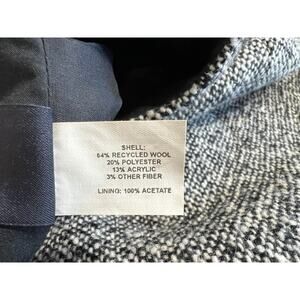 SHELL:
64% RECYCLED WOOL
20% POLYESTER
13% ACRYLIC
3% OTHER FIBER
LINING: 100% ACETATE